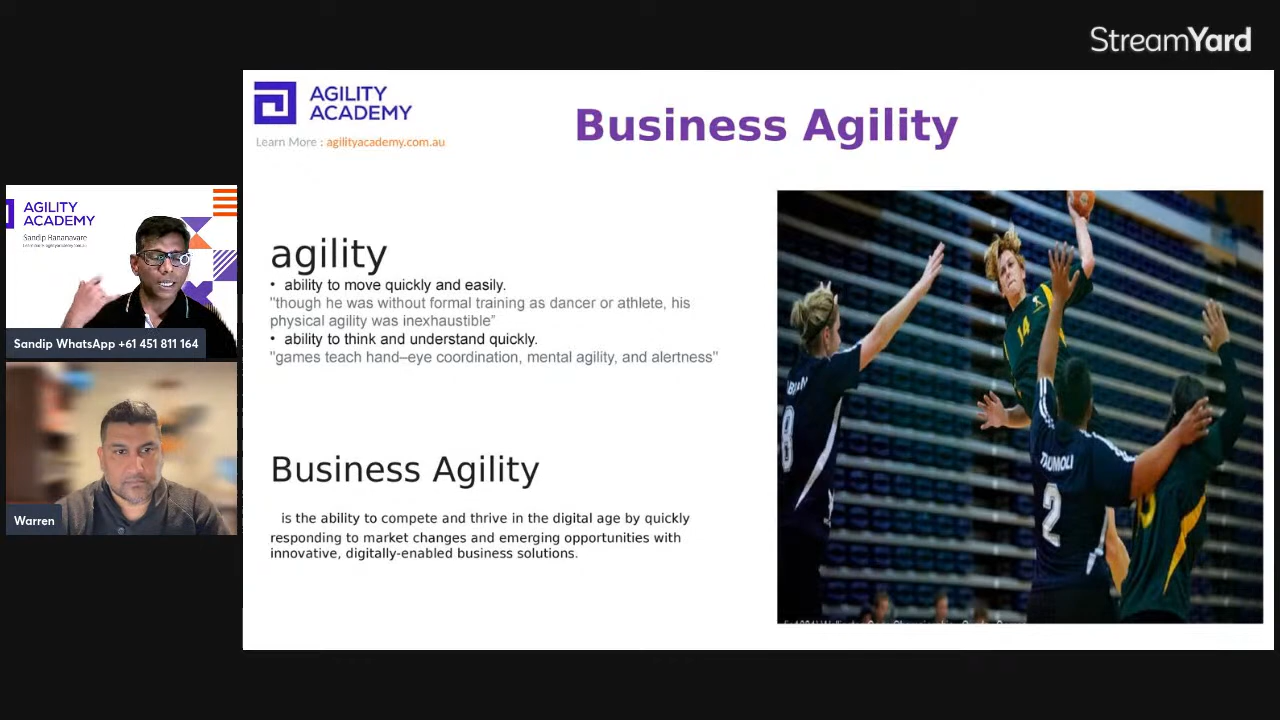 StreamYard
AGILITY
ACADEMY
Learn More : agilityacademy.com.au
Business Agility
agility
• ability to move quickly and easily.
"though he was without formal training as dancer or athlete, his
physical agility was inexhaustible"
• ability to think and understand quickly.
"games teach hand–eye coordination, mental agility, and alertness"
Business Agility
is the ability to compete and thrive in the digital age by quickly
responding to market changes and emerging opportunities with
innovative, digitally-enabled business solutions.
14
TAUMOLI
2
AGILITY
ACADEMY
Sandip Bananavare
Sandip WhatsApp +61 451 811 164
Warren